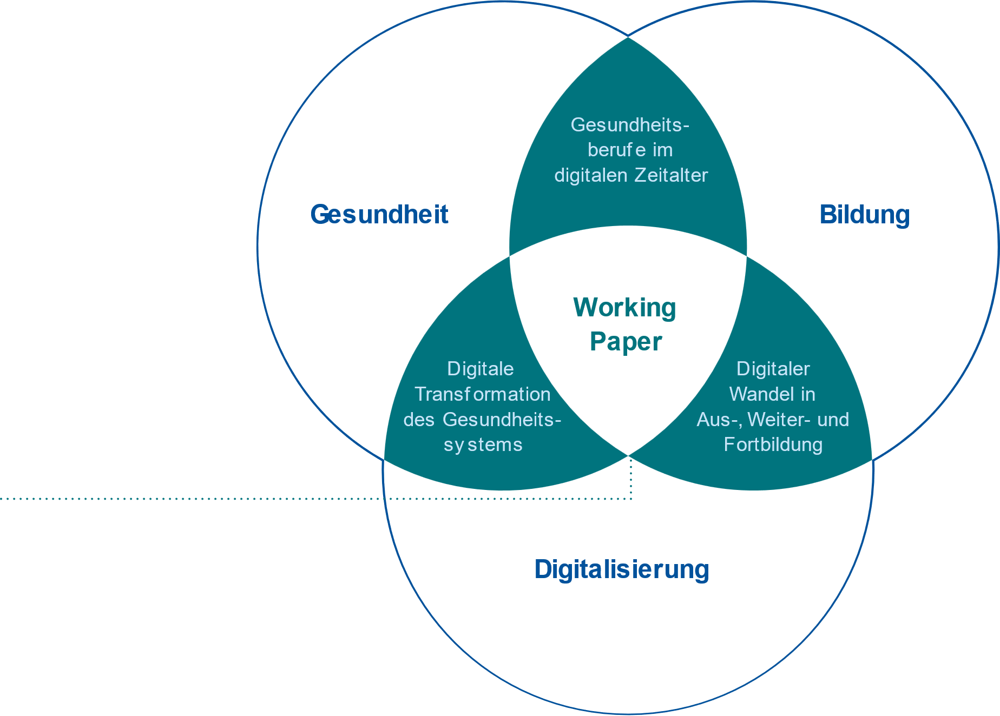 Gesundheits-
berufe im
digitalen Zeitalter
Gesundheit
Bildung
Working
Paper
Digitale
Transformation
des Gesundheits-
systems
Digitaler
Wandel in
Aus-, Weiter- und
Fortbildung
Digitalisierung